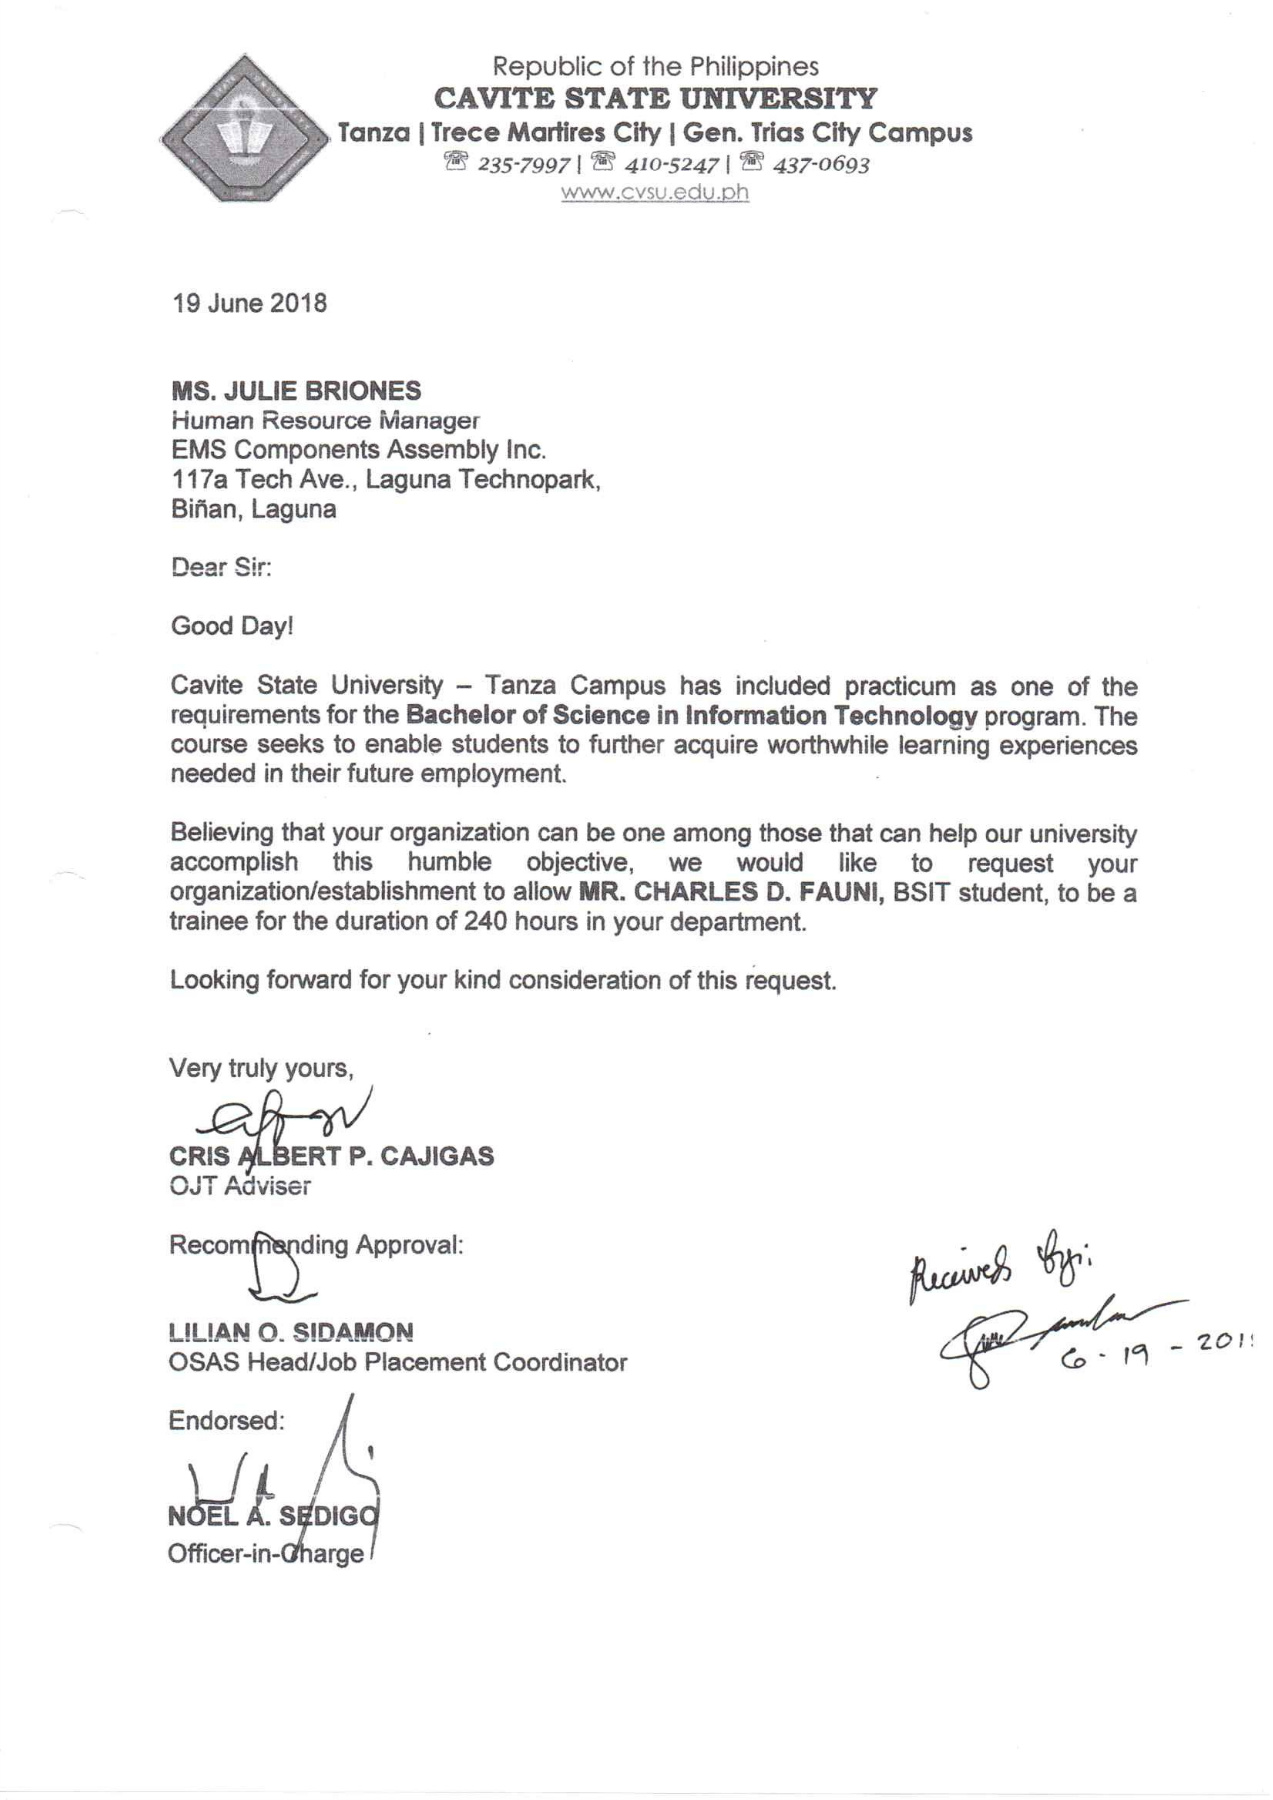 Republic of the Philippines
CAVITE STATE UNIVERSITY
Tanza | Trece Martires City | Gen. Trias City Campus
☏ 235-7997 | ☏ 410-5247 | ☏ 437-0693
www.cvsu.edu.ph
19 June 2018
MS. JULIE BRIONES
Human Resource Manager
EMS Components Assembly Inc.
117a Tech Ave., Laguna Technopark,
Biñan, Laguna
Dear Sir:
Good Day!
Cavite State University – Tanza Campus has included practicum as one of the
requirements for the Bachelor of Science in Information Technology program. The
course seeks to enable students to further acquire worthwhile learning experiences
needed in their future employment.
Believing that your organization can be one among those that can help our university
accomplish this humble objective, we would like to request your
organization/establishment to allow MR. CHARLES D. FAUNI, BSIT student, to be a
trainee for the duration of 240 hours in your department.
Looking forward for your kind consideration of this request.
Very truly yours,
CRIS ALBERT P. CAJIGAS
OJT Adviser
Recommending Approval:
Received by:
LILIAN O. SIDAMON
OSAS Head/Job Placement Coordinator
6-19-201
Endorsed:
NOEL A. SEDIGO
Officer-in-Charge